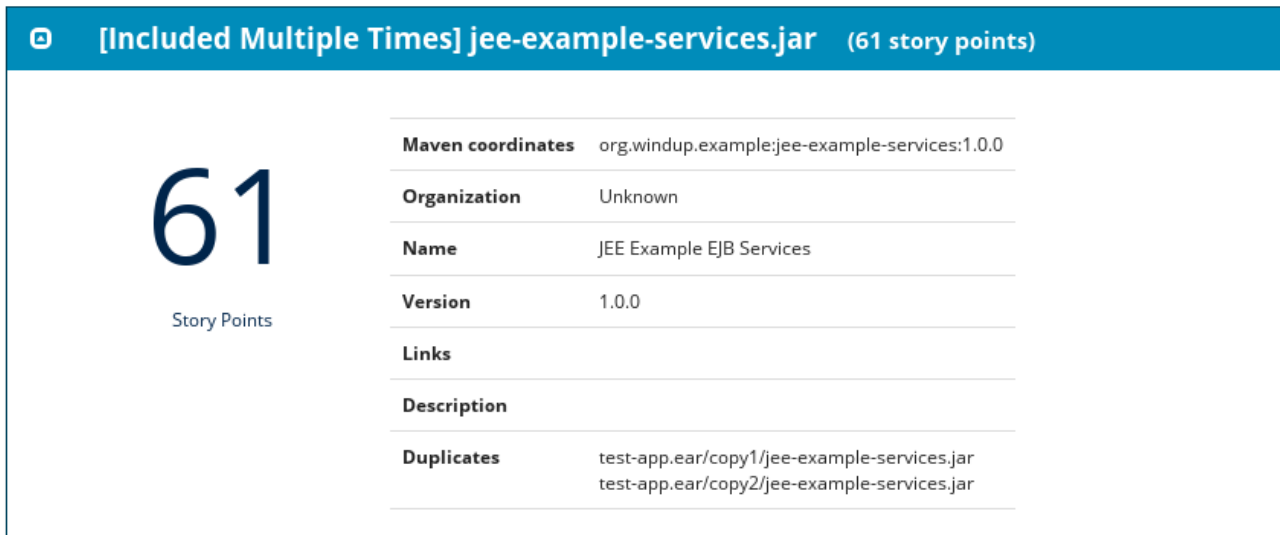 [Included Multiple Times] jee-example-services.jar (61 story points)
61
Story Points
Maven coordinates org.windup.example:jee-example-services:1.0.0
Organization Unknown
Name JEE Example EJB Services
Version 1.0.0
Links
Description
Duplicates test-app.ear/copy1/jee-example-services.jar
test-app.ear/copy2/jee-example-services.jar